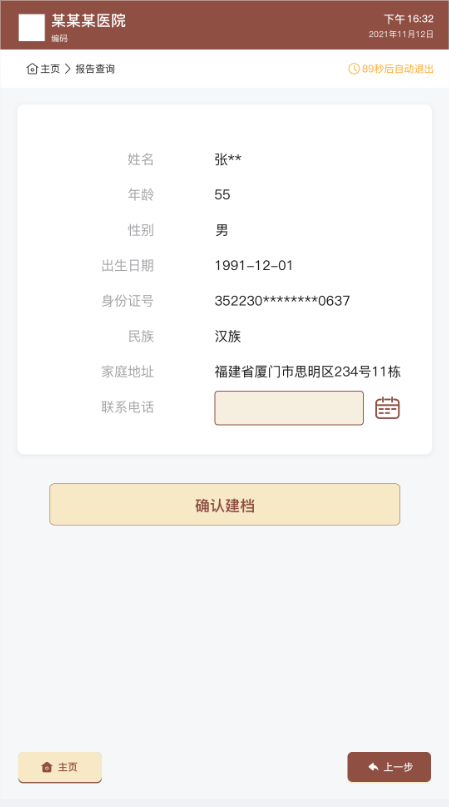 某某某医院
编码
下午 16:32
2021年11月12日
主页 > 报告查询
89秒后自动退出
姓名 张**
年龄 55
性别 男
出生日期 1991-12-01
身份证号 352230********0637
民族 汉族
家庭地址 福建省厦门市思明区234号11栋
联系电话
确认建档
主页
上一步